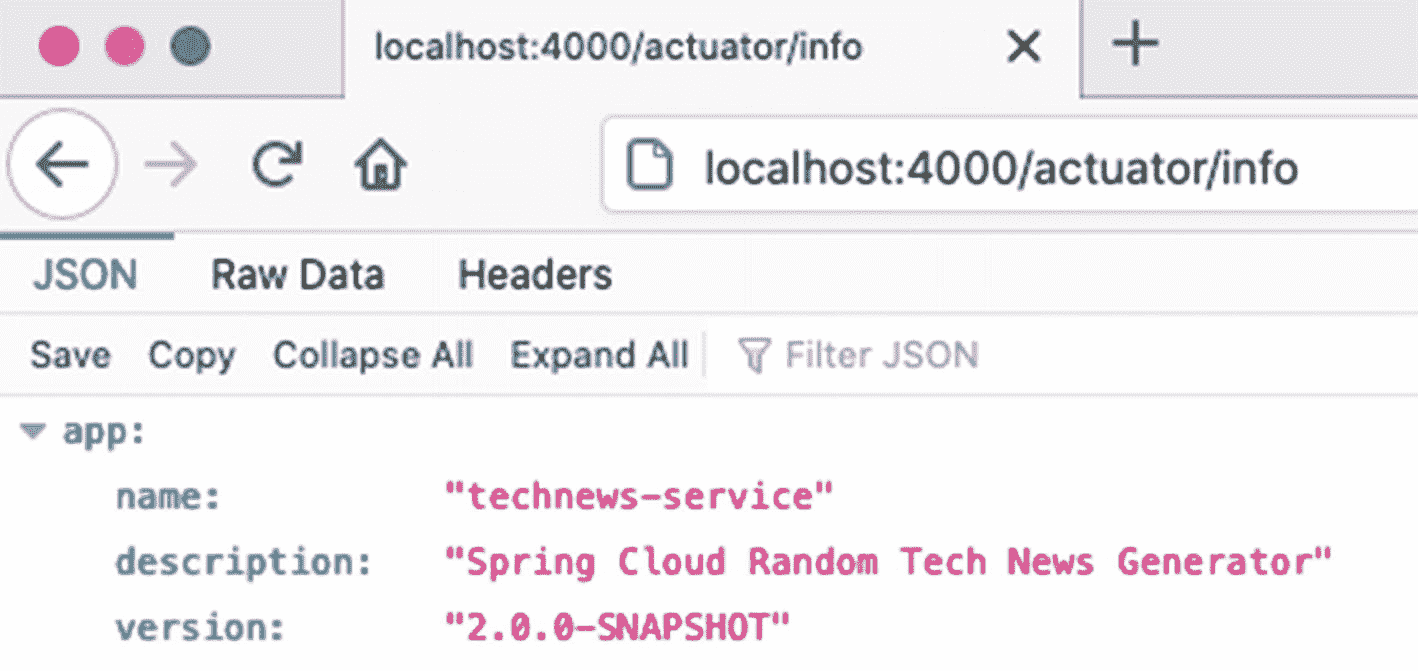 localhost:4000/actuator/info
localhost:4000/actuator/info
JSON Raw Data Headers
Save Copy Collapse All Expand All Filter JSON
app:
name: "technews-service"
description: "Spring Cloud Random Tech News Generator"
version: "2.0.0-SNAPSHOT"